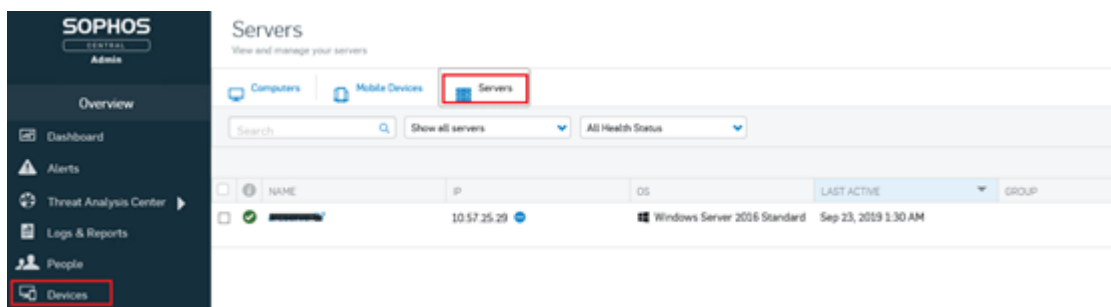 SOPHOS
CENTRAL
Admin
Overview
Dashboard
Alerts
Threat Analysis Center
Logs & Reports
People
Devices
Servers
View and manage your servers
Computers Mobile Devices Servers
Search Show all servers All Health Status
NAME IP OS LAST ACTIVE GROUP
10.57.25.29 Windows Server 2016 Standard Sep 23, 2019 1:30 AM